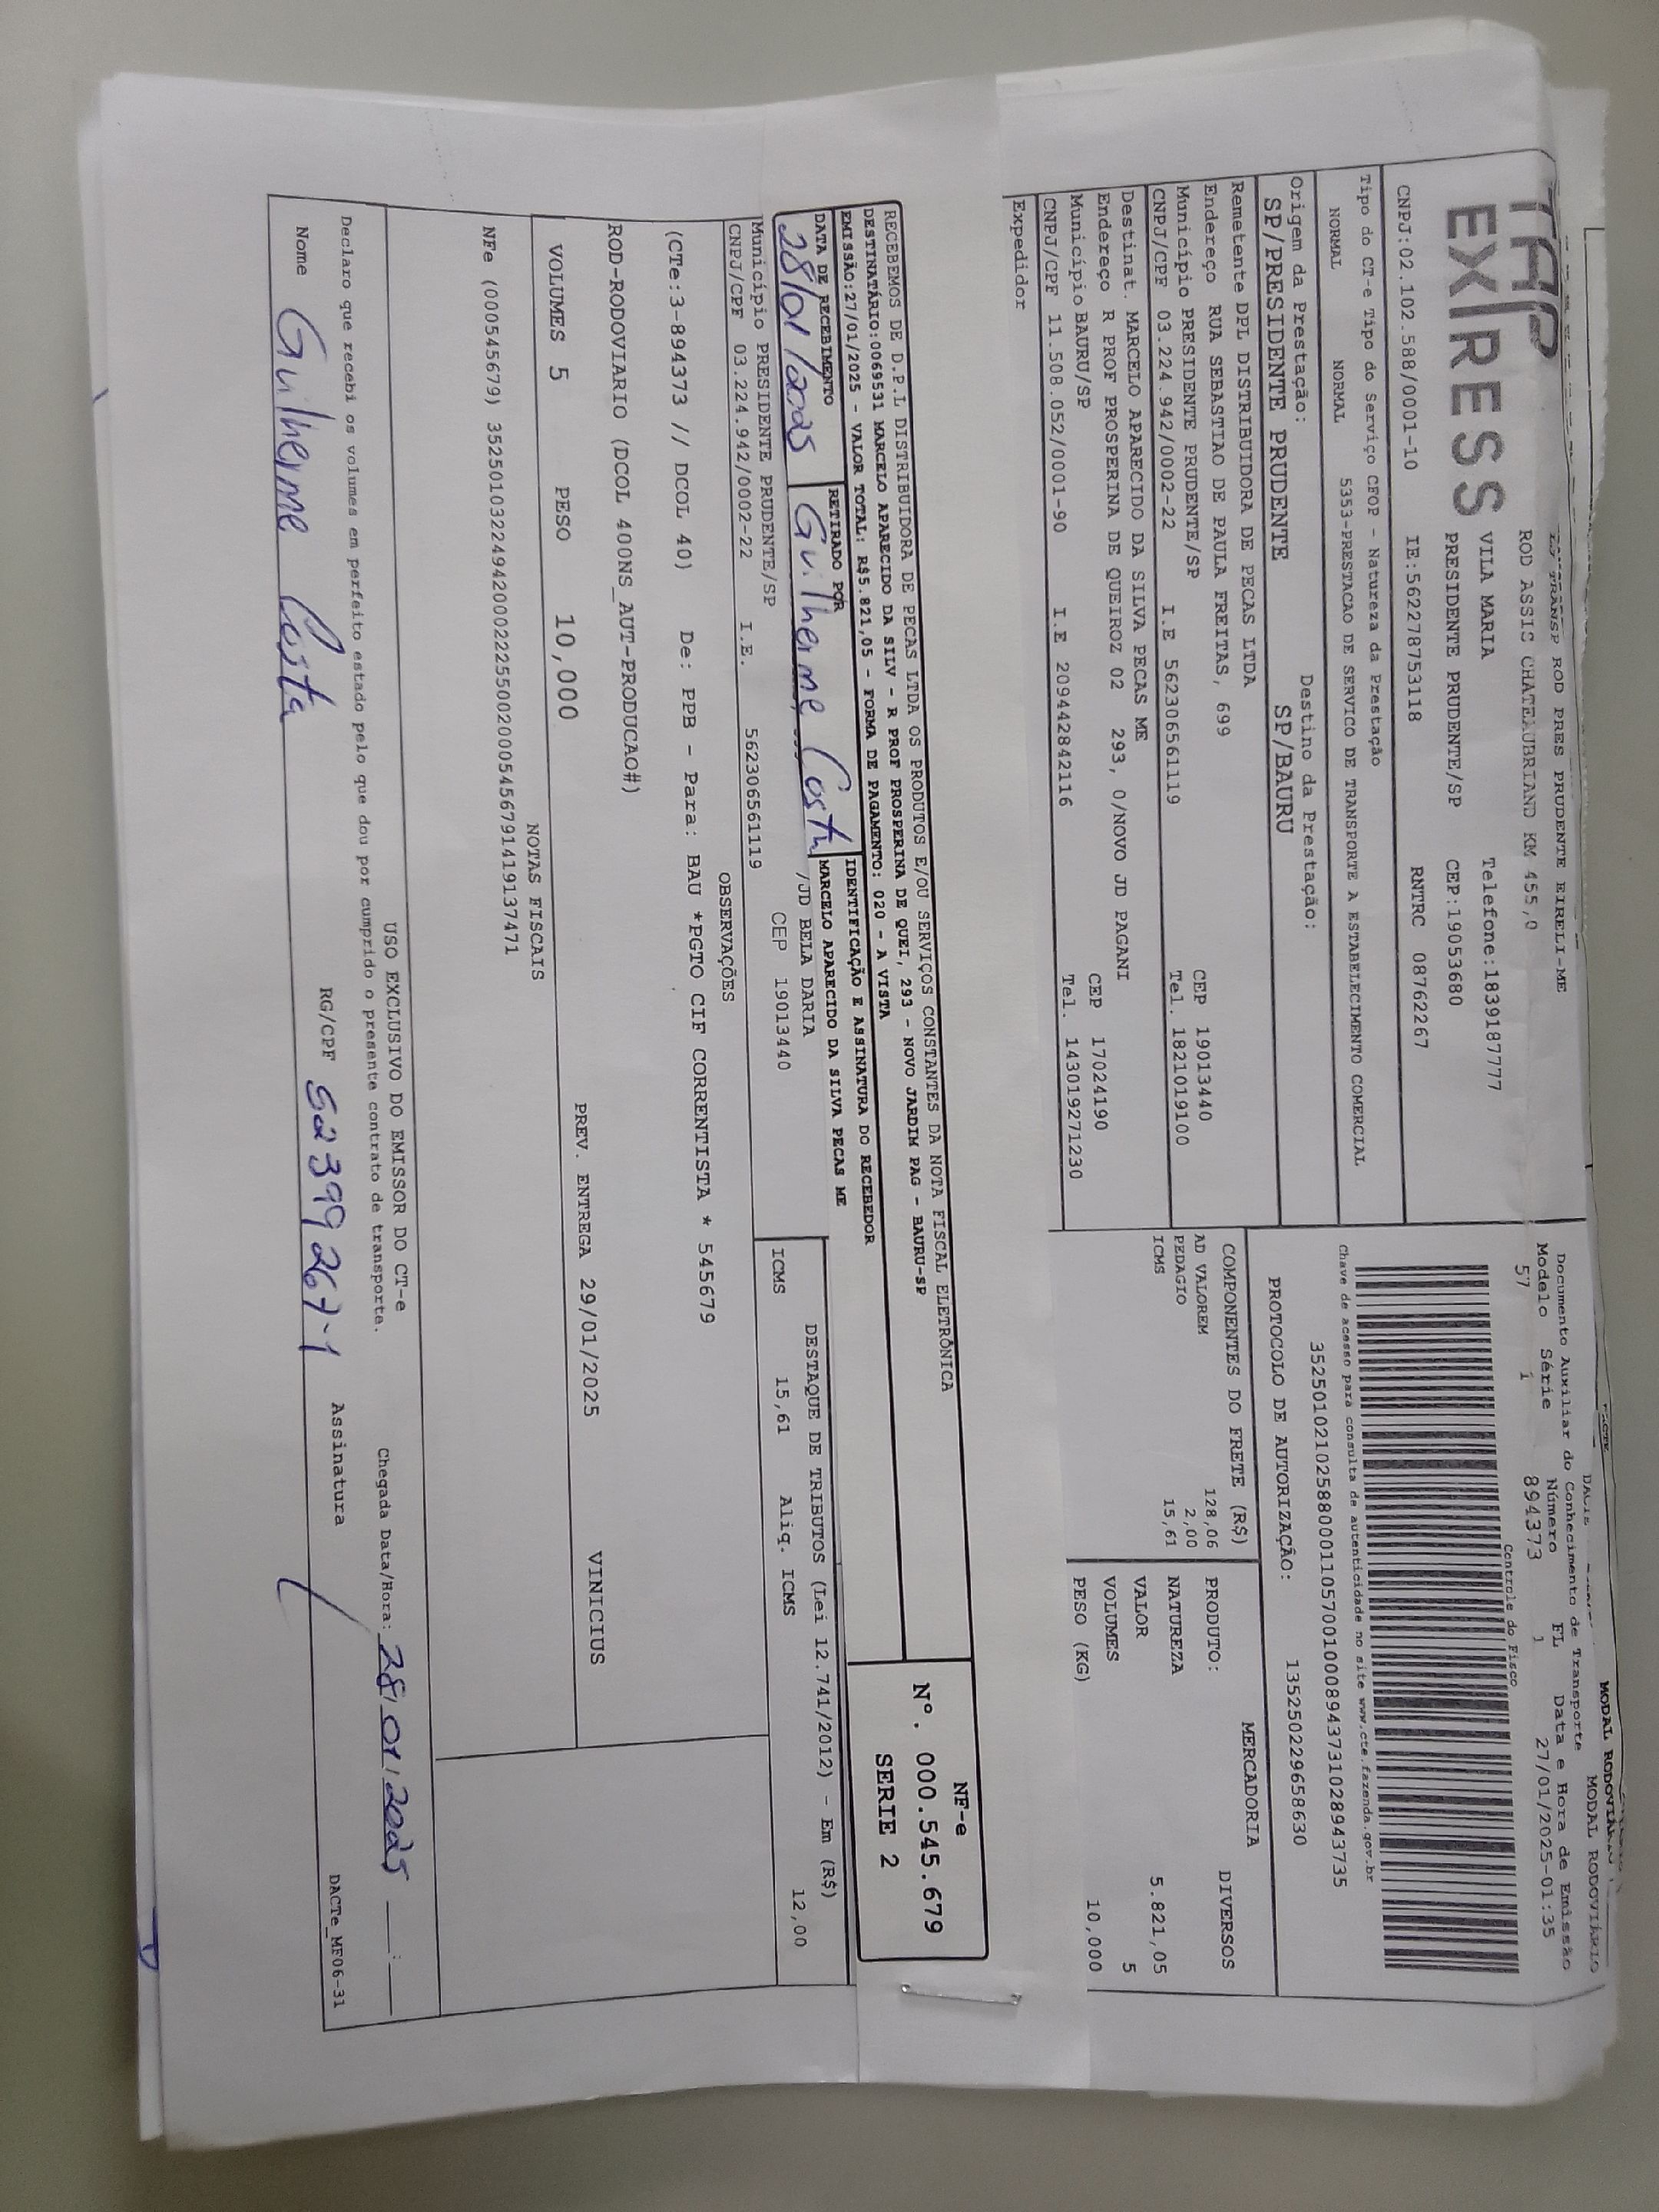 MODAL RODOVIÁRIO
DACTE
TRP
EXPRESS
TRANSP ROD PRES PRUDENTE EIRELI-ME
ROD ASSIS CHATEAUBRIAND KM 455,0
VILA MARIA Telefone:1839187777
PRESIDENTE PRUDENTE/SP CEP:19053680
CNPJ:02.102.588/0001-10 IE:562278753118 RNTRC 08762267
Documento Auxiliar do Conhecimento de Transporte
Modelo Série Número FL Data e Hora de Emissão
57 1 894373 1 27/01/2025-01:35
Controle do Fisco
Chave de acesso para consulta de autenticidade no site www.cte.fazenda.gov.br
35250102102588000110570010008943731028943735
Tipo do CT-e Tipo do Serviço CFOP - Natureza da Prestação
NORMAL NORMAL 5353-PRESTACAO DE SERVICO DE TRANSPORTE A ESTABELECIMENTO COMERCIAL
PROTOCOLO DE AUTORIZAÇÃO: 135250229658630
Origem da Prestação: Destino da Prestação:
SP/PRESIDENTE PRUDENTE SP/BAURU
Remetente DPL DISTRIBUIDORA DE PECAS LTDA
Endereço RUA SEBASTIAO DE PAULA FREITAS, 699 CEP 19013440
Município PRESIDENTE PRUDENTE/SP Tel. 1821019100
CNPJ/CPF 03.224.942/0002-22 I.E 562306561119
Destinat. MARCELO APARECIDO DA SILVA PECAS ME
Endereço R PROF PROSPERINA DE QUEIROZ 02 293, 0/NOVO JD PAGANI
Município BAURU/SP CEP 17024190
CNPJ/CPF 11.508.052/0001-90 I.E 209442842116 Tel. 143019271230
Expedidor
COMPONENTES DO FRETE (R$)
AD VALOREM 128,06
PEDAGIO 2,00
ICMS 15,61
MERCADORIA
PRODUTO: DIVERSOS
NATUREZA
VALOR 5.821,05
VOLUMES 5
PESO (KG) 10,000
RECEBEMOS DE D.P.L DISTRIBUIDORA DE PECAS LTDA OS PRODUTOS E/OU SERVIÇOS CONSTANTES DA NOTA FISCAL ELETRÔNICA
DESTINATÁRIO:0069531 MARCELO APARECIDO DA SILV - R PROF PROSPERINA DE QUEI, 293 - NOVO JARDIM PAG - BAURU-SP
EMISSÃO:27/01/2025 - VALOR TOTAL: R$5.821,05 - FORMA DE PAGAMENTO: 020 - A VISTA
DATA DE RECEBIMENTO RETIRADO POR IDENTIFICAÇÃO E ASSINATURA DO RECEBEDOR
28/01/2025 Guilherme Costa MARCELO APARECIDO DA SILVA PECAS ME
NF-e
Nº. 000.545.679
SERIE 2
/JD BELA DARIA
Município PRESIDENTE PRUDENTE/SP CEP 19013440
CNPJ/CPF 03.224.942/0002-22 I.E. 562306561119
DESTAQUE DE TRIBUTOS (Lei 12.741/2012) - Em (R$)
ICMS 15,61 Aliq. ICMS 12,00
OBSERVAÇÕES
(CTe:3-894373 // DCOL 40) De: PPB - Para: BAU *PGTO CIF CORRENTISTA * 545679
ROD-RODOVIARIO (DCOL 400NS_AUT-PRODUCAO#)
VOLUMES 5 PESO 10,000 PREV. ENTREGA 29/01/2025 VINICIUS
NOTAS FISCAIS
NFe (000545679) 35250103224942000222550020005456791419137471
USO EXCLUSIVO DO EMISSOR DO CT-e
Declaro que recebi os volumes em perfeito estado pelo que dou por cumprido o presente contrato de transporte. Chegada Data/Hora: 28/01/2025 __:__
Nome Guilherme Costa RG/CPF 52399267-1 Assinatura
DACTe_MF06-31